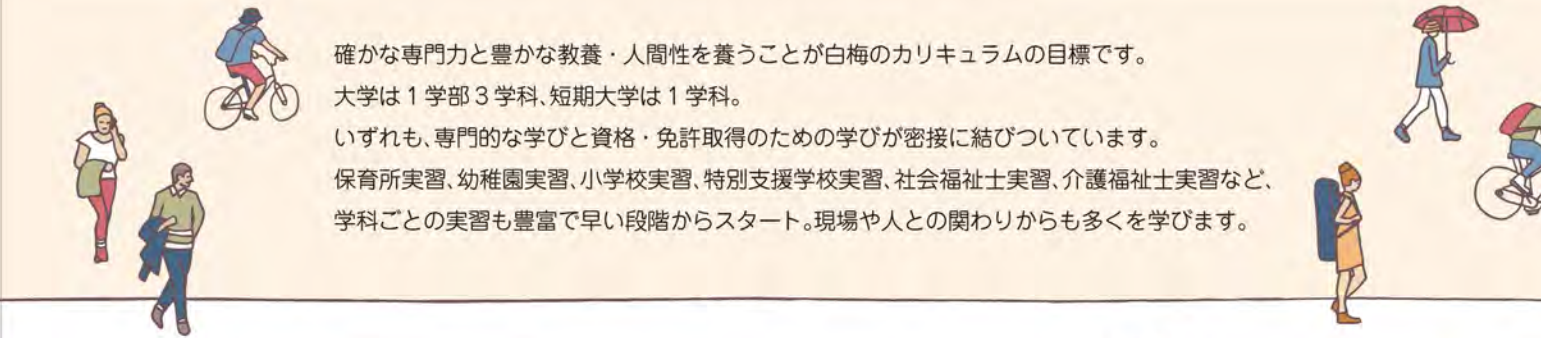 確かな専門力と豊かな教養・人間性を養うことが白梅のカリキュラムの目標です。
大学は1学部3学科、短期大学は1学科。
いずれも、専門的な学びと資格・免許取得のための学びが密接に結びついています。
保育所実習、幼稚園実習、小学校実習、特別支援学校実習、社会福祉士実習、介護福祉士実習など、
学科ごとの実習も豊富で早い段階からスタート。現場や人との関わりからも多くを学びます。